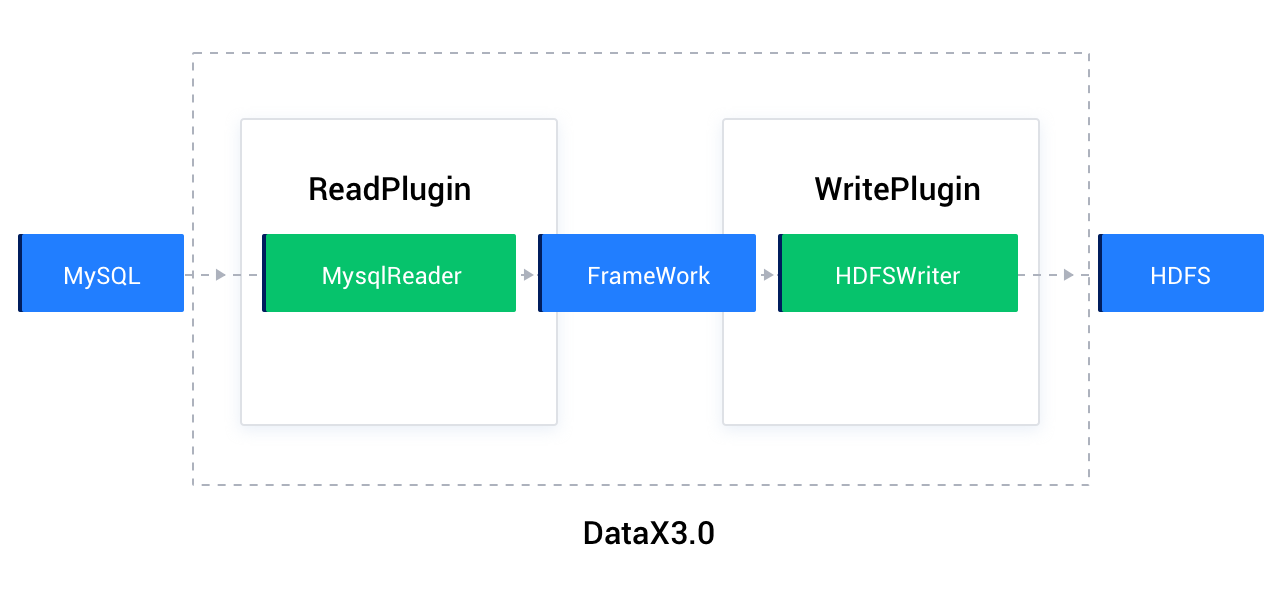 ReadPlugin
WritePlugin
MySQL
MysqlReader
FrameWork
HDFSWriter
HDFS
DataX3.0